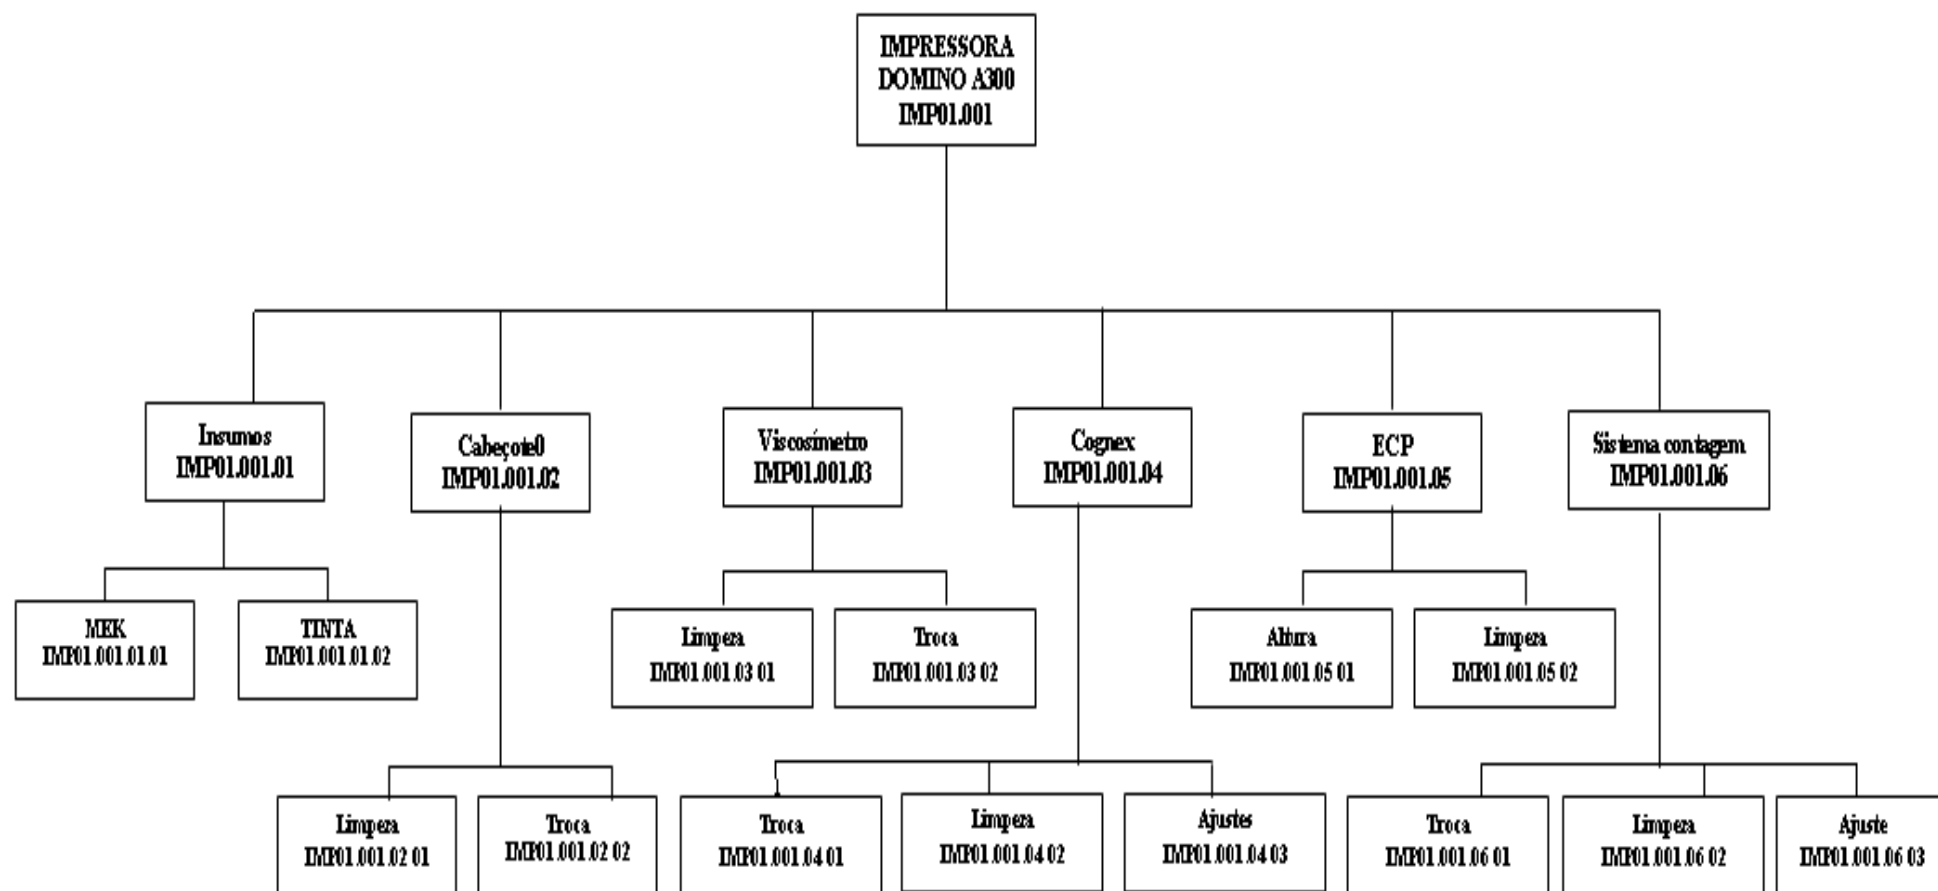 IMPRESSORA
DOMINO A300
IMP01.001
Insumos
IMP01.001.01
Cabeçote0
IMP01.001.02
Viscosímetro
IMP01.001.03
Cognex
IMP01.001.04
ECP
IMP01.001.05
Sistema contagem
IMP01.001.06
MEK
IMP01.001.01.01
TINTA
IMP01.001.01.02
Limpeza
IMP01.001.03 01
Troca
IMP01.001.03 02
Altura
IMP01.001.05 01
Limpeza
IMP01.001.05 02
Limpeza
IMP01.001.02 01
Troca
IMP01.001.02 02
Troca
IMP01.001.04 01
Limpeza
IMP01.001.04 02
Ajustes
IMP01.001.04 03
Troca
IMP01.001.06 01
Limpeza
IMP01.001.06 02
Ajuste
IMP01.001.06 03